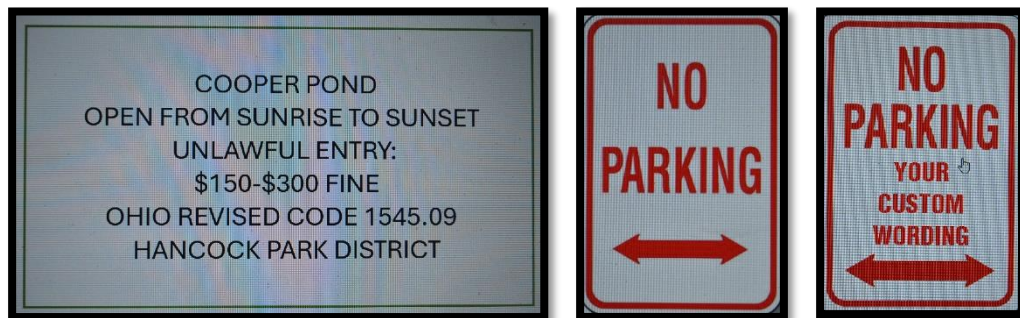 COOPER POND
OPEN FROM SUNRISE TO SUNSET
UNLAWFUL ENTRY:
$150-$300 FINE
OHIO REVISED CODE 1545.09
HANCOCK PARK DISTRICT
NO
PARKING
NO
PARKING
YOUR
CUSTOM
WORDING